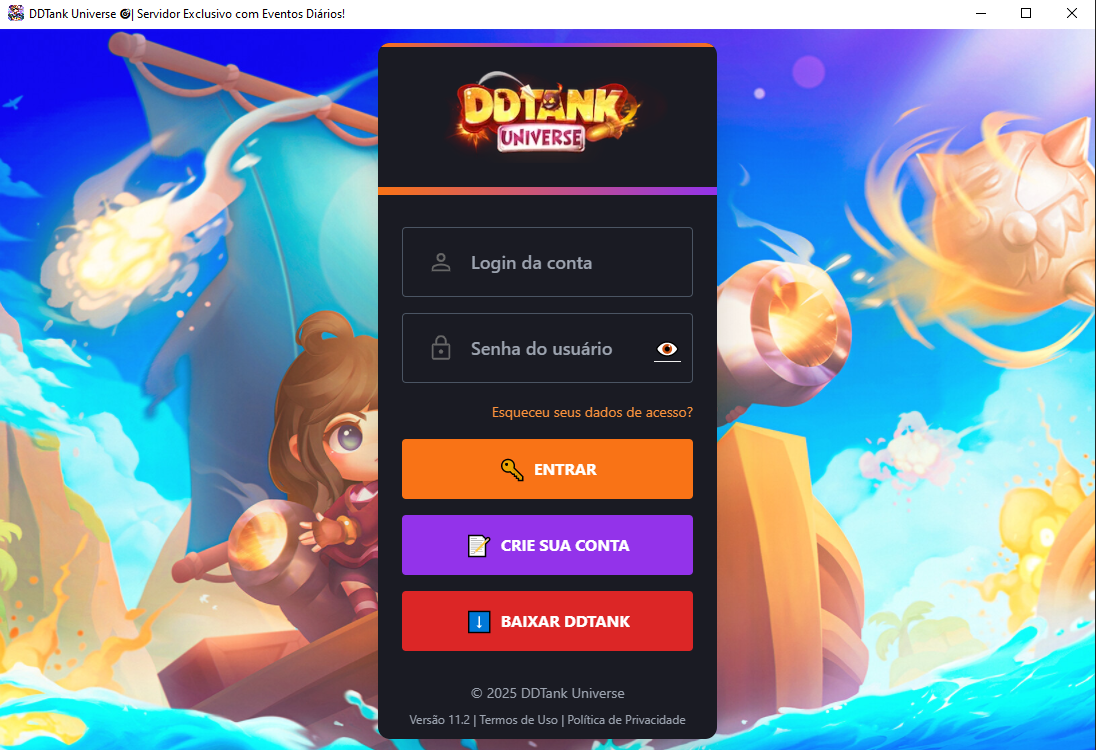 DDTank Universe 🎯| Servidor Exclusivo com Eventos Diários!
DDTANK
UNIVERSE
Login da conta
Senha do usuário
Esqueceu seus dados de acesso?
ENTRAR
CRIE SUA CONTA
BAIXAR DDTANK
© 2025 DDTank Universe
Versão 11.2 | Termos de Uso | Política de Privacidade